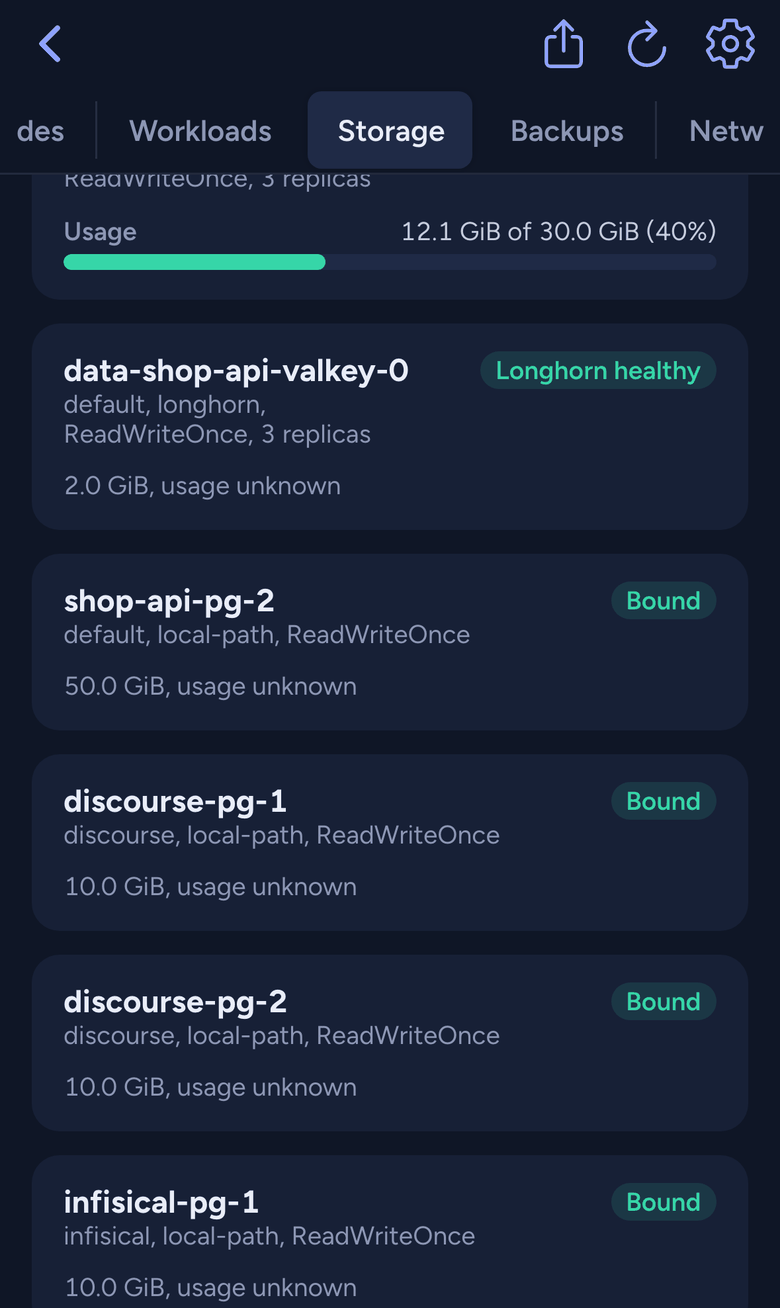 des
Workloads
Storage
Backups
Netw
ReadWriteOnce, 3 replicas
Usage
12.1 GiB of 30.0 GiB (40%)
data-shop-api-valkey-0
Longhorn healthy
default, longhorn,
ReadWriteOnce, 3 replicas
2.0 GiB, usage unknown
shop-api-pg-2
Bound
default, local-path, ReadWriteOnce
50.0 GiB, usage unknown
discourse-pg-1
Bound
discourse, local-path, ReadWriteOnce
10.0 GiB, usage unknown
discourse-pg-2
Bound
discourse, local-path, ReadWriteOnce
10.0 GiB, usage unknown
infisical-pg-1
Bound
infisical, local-path, ReadWriteOnce
10.0 GiB, usage unknown